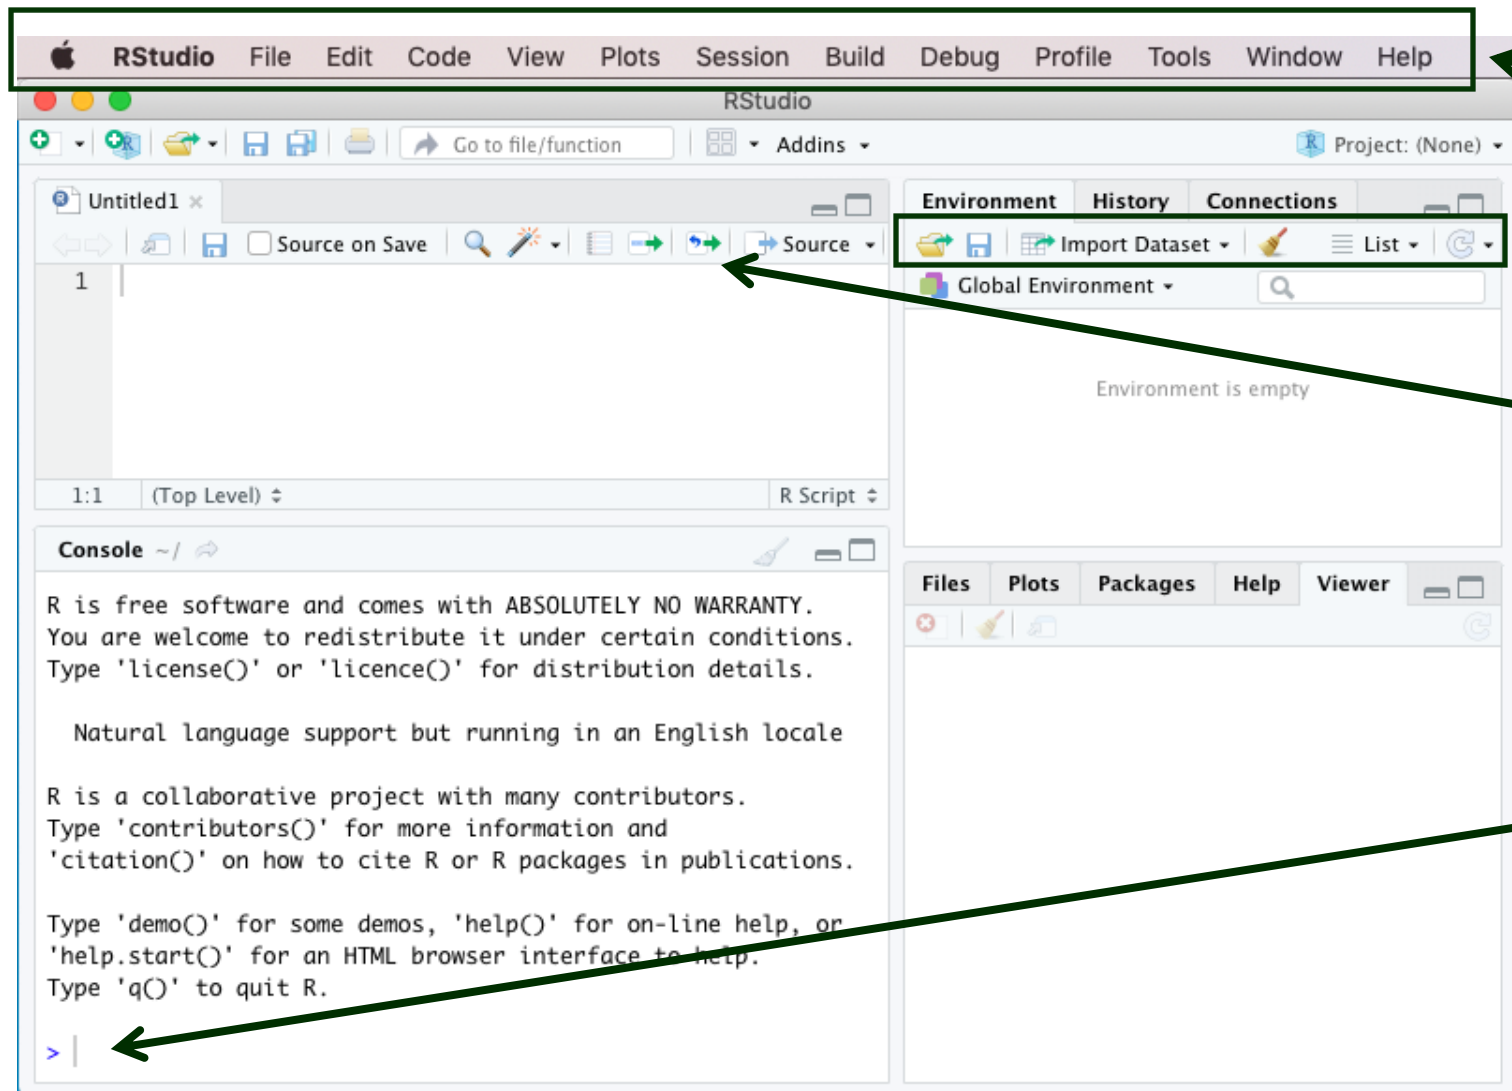 RStudio File Edit Code View Plots Session Build Debug Profile Tools Window Help
RStudio
Go to file/function Addins Project: (None)
Untitled1
Source on Save Source
1
1:1 (Top Level) R Script
Console ~/
R is free software and comes with ABSOLUTELY NO WARRANTY.
You are welcome to redistribute it under certain conditions.
Type 'license()' or 'licence()' for distribution details.
Natural language support but running in an English locale
R is a collaborative project with many contributors.
Type 'contributors()' for more information and
'citation()' on how to cite R or R packages in publications.
Type 'demo()' for some demos, 'help()' for on-line help, or
'help.start()' for an HTML browser interface to help.
Type 'q()' to quit R.
>
Environment History Connections
Import Dataset List
Global Environment
Environment is empty
Files Plots Packages Help Viewer